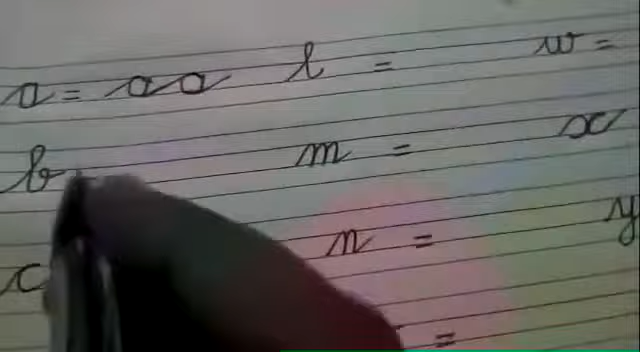 a = aa l = w =
b m = x
c n = y
=